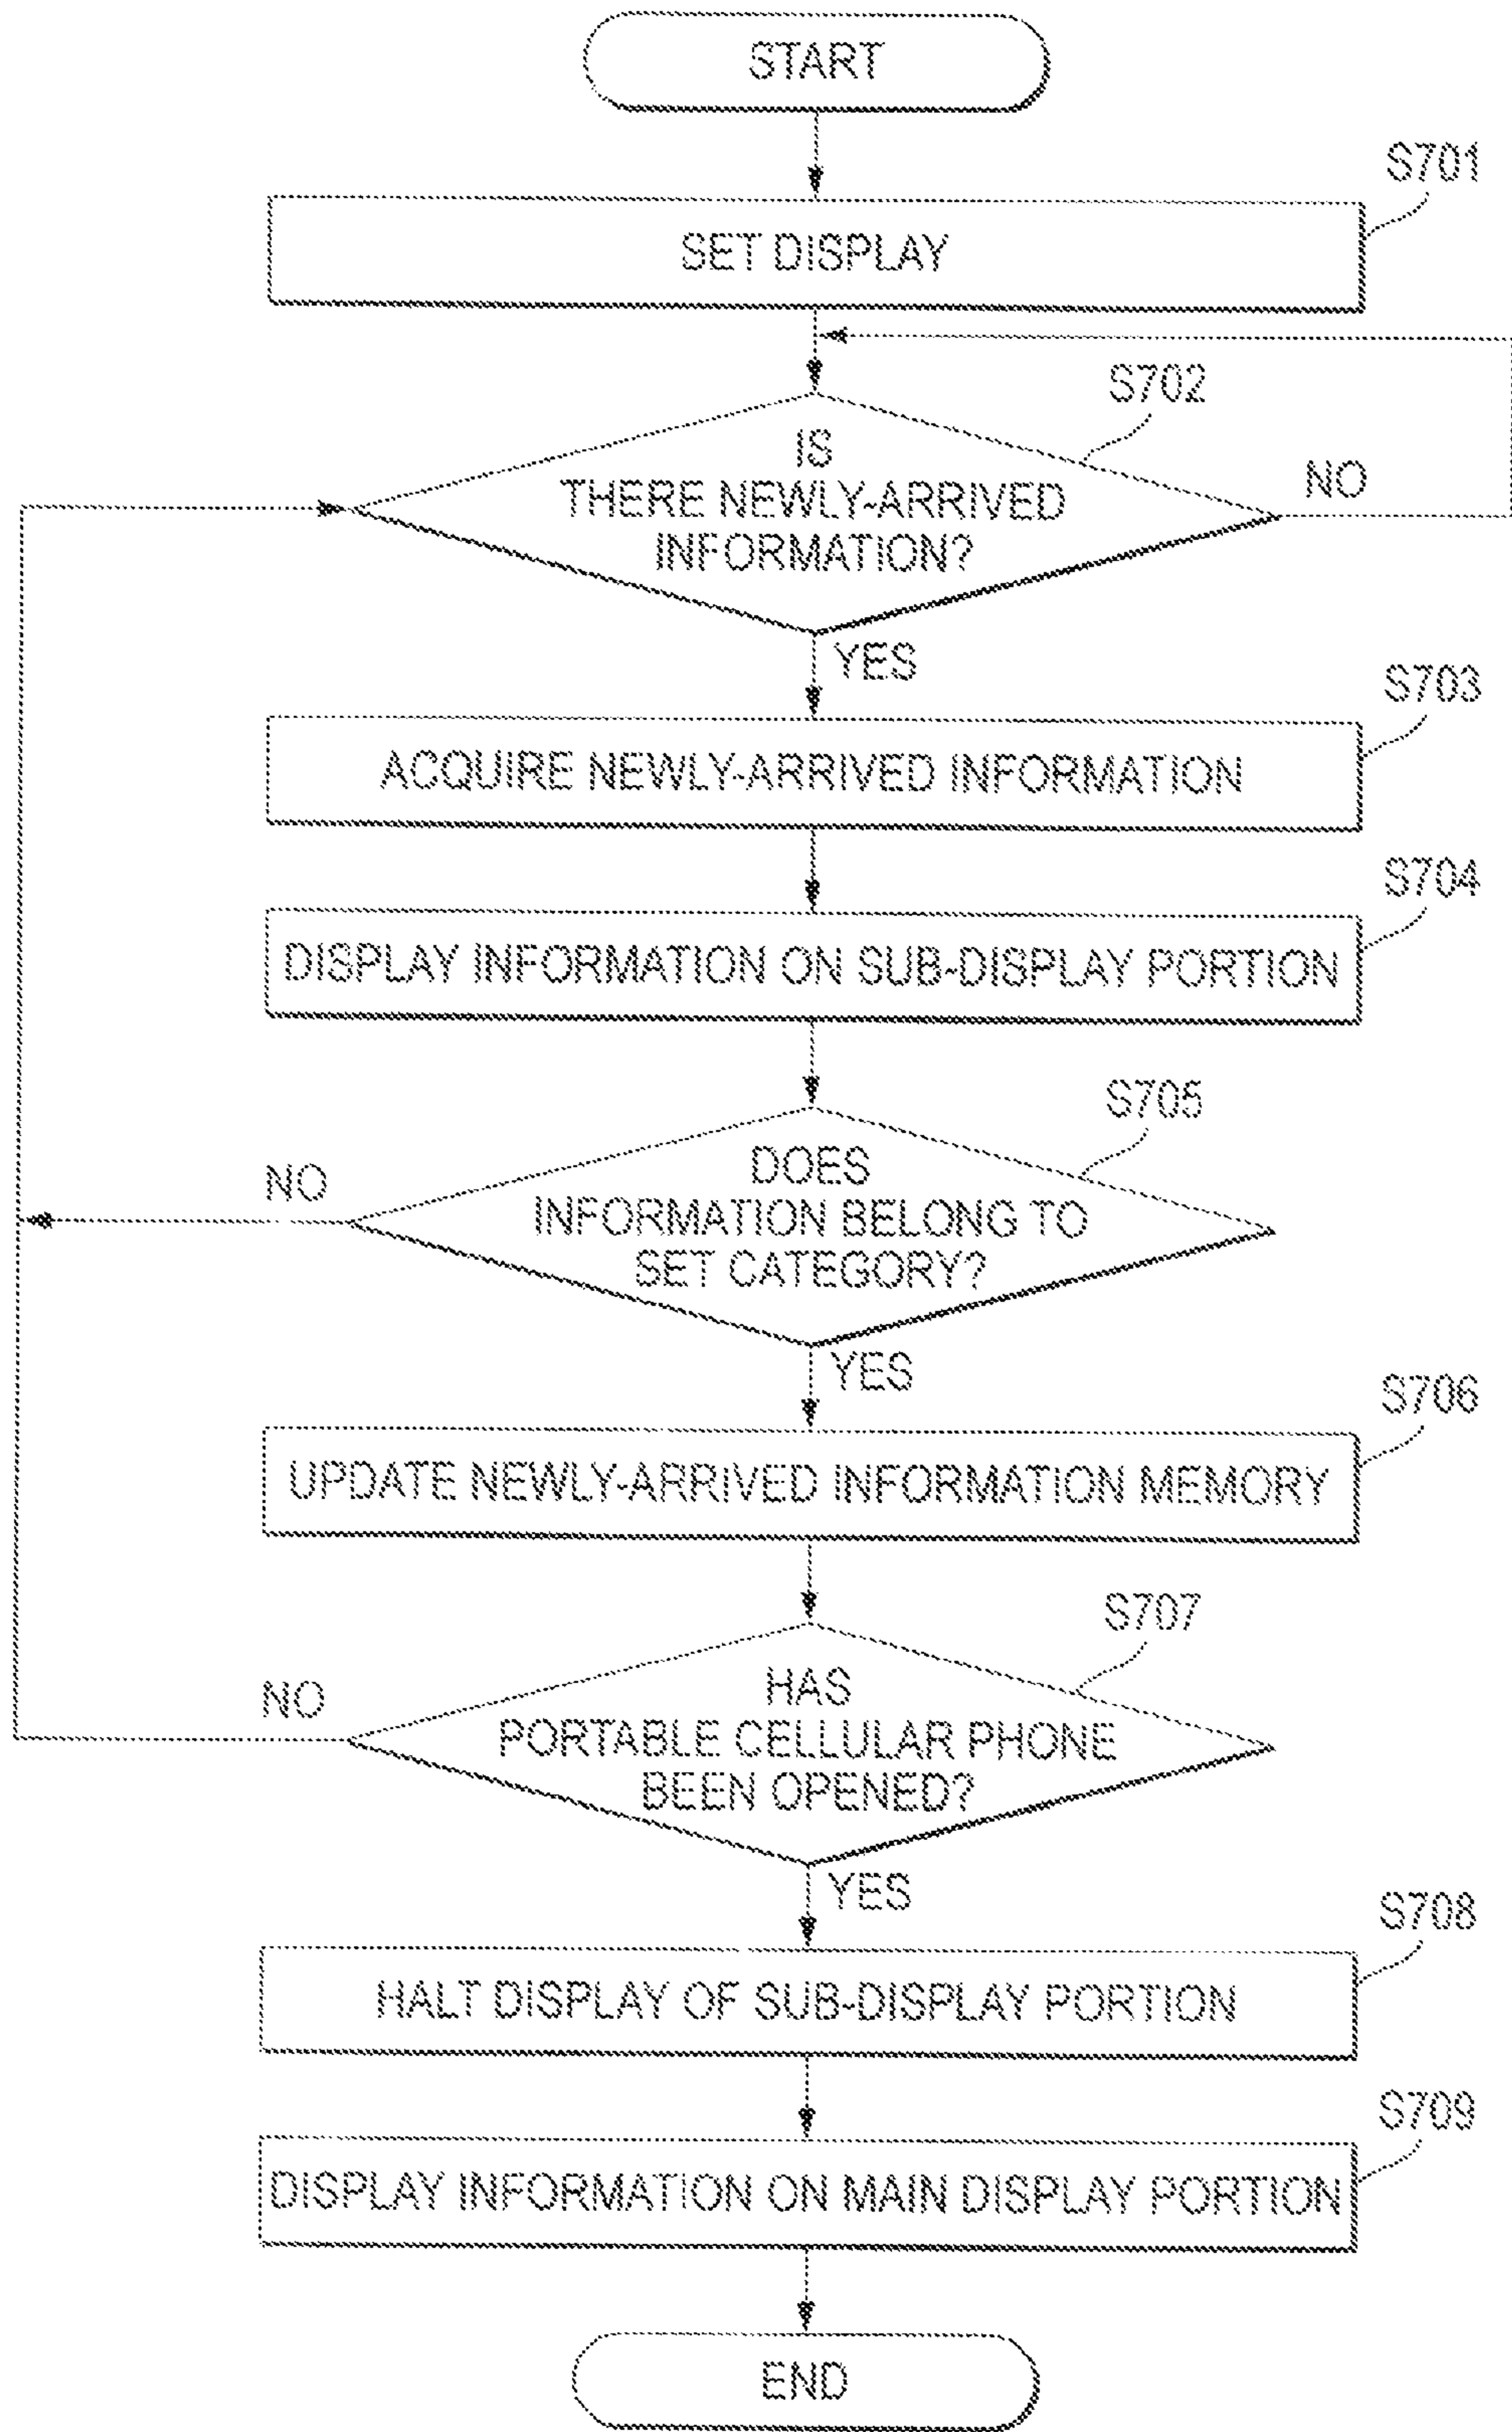 START
S701
SET DISPLAY
S702
IS
THERE NEWLY-ARRIVED
INFORMATION?
NO
YES
S703
ACQUIRE NEWLY-ARRIVED INFORMATION
S704
DISPLAY INFORMATION ON SUB-DISPLAY PORTION
S705
DOES
INFORMATION BELONG TO
SET CATEGORY?
NO
YES
S706
UPDATE NEWLY-ARRIVED INFORMATION MEMORY
S707
HAS
PORTABLE CELLULAR PHONE
BEEN OPENED?
NO
YES
S708
HALT DISPLAY OF SUB-DISPLAY PORTION
S709
DISPLAY INFORMATION ON MAIN DISPLAY PORTION
END